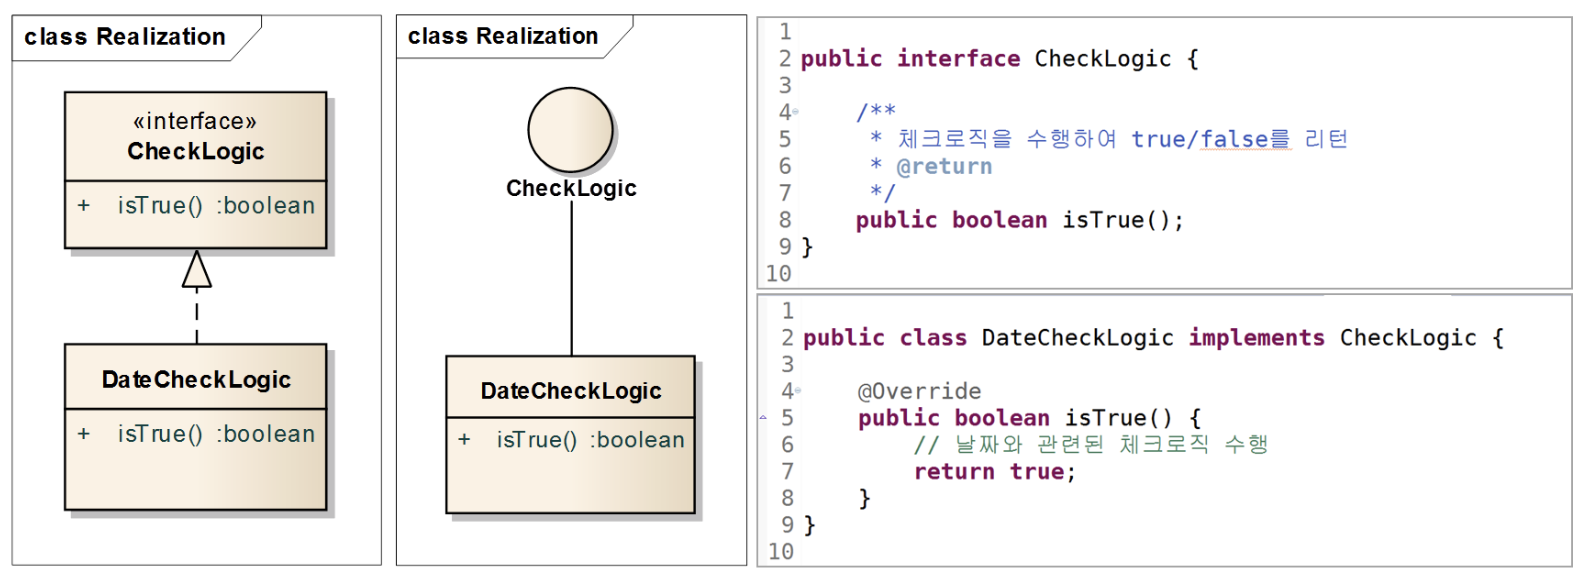 class Realization
«interface»
CheckLogic
+ isTrue() :boolean
DateCheckLogic
+ isTrue() :boolean
class Realization
CheckLogic
DateCheckLogic
+ isTrue() :boolean
1
2 public interface CheckLogic {
3
4 /**
5 * 체크로직을 수행하여 true/false를 리턴
6 * @return
7 */
8 public boolean isTrue();
9 }
10
1
2 public class DateCheckLogic implements CheckLogic {
3
4 @Override
5 public boolean isTrue() {
6 // 날짜와 관련된 체크로직 수행
7 return true;
8 }
9 }
10